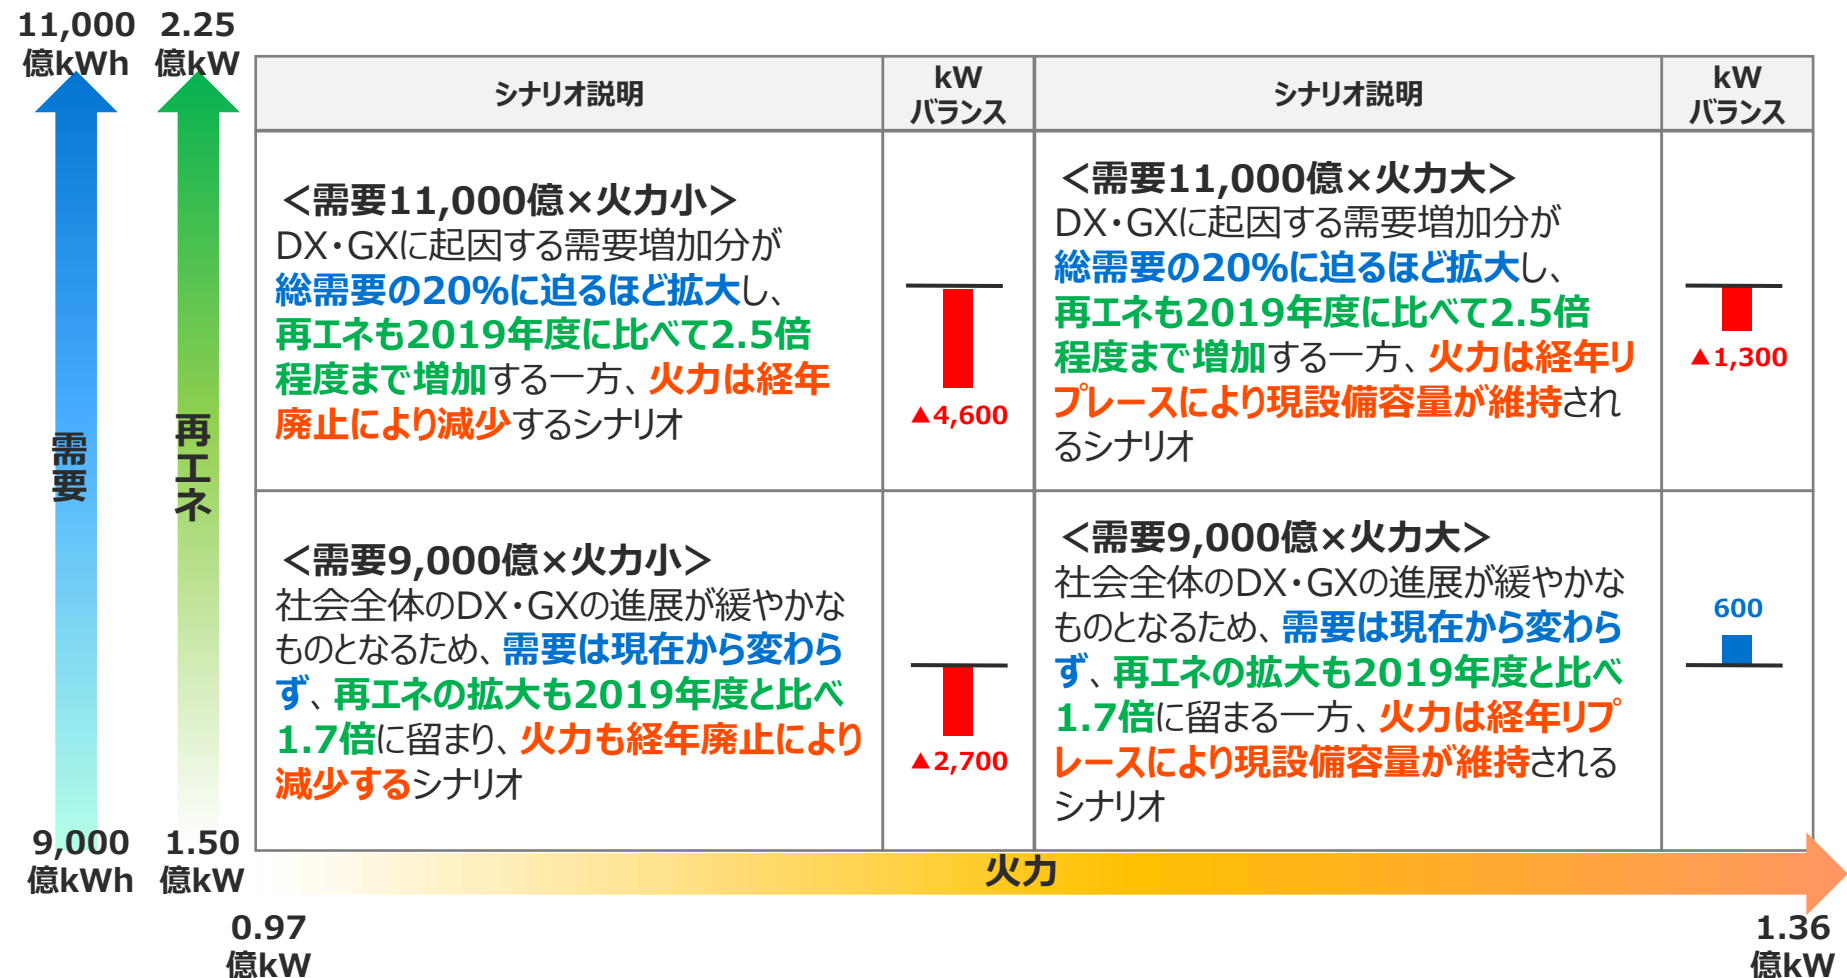 11,000
億kWh
2.25
億kW
シナリオ説明
kW
バランス
シナリオ説明
kW
バランス
＜需要11,000億×火力小＞
DX・GXに起因する需要増加分が
総需要の20%に迫るほど拡大し、
再エネも2019年度に比べて2.5倍
程度まで増加する一方、火力は経年
廃止により減少するシナリオ
▲4,600
＜需要11,000億×火力大＞
DX・GXに起因する需要増加分が
総需要の20%に迫るほど拡大し、
再エネも2019年度に比べて2.5倍
程度まで増加する一方、火力は経年リ
プレースにより現設備容量が維持され
るシナリオ
▲1,300
需要
再エネ
＜需要9,000億×火力小＞
社会全体のDX・GXの進展が緩やかな
ものとなるため、需要は現在から変わら
ず、再エネの拡大も2019年度と比べ
1.7倍に留まり、火力も経年廃止により
減少するシナリオ
▲2,700
＜需要9,000億×火力大＞
社会全体のDX・GXの進展が緩やかな
ものとなるため、需要は現在から変わら
ず、再エネの拡大も2019年度と比べ
1.7倍に留まる一方、火力は経年リプ
レースにより現設備容量が維持される
シナリオ
600
9,000
億kWh
1.50
億kW
火力
0.97
億kW
1.36
億kW